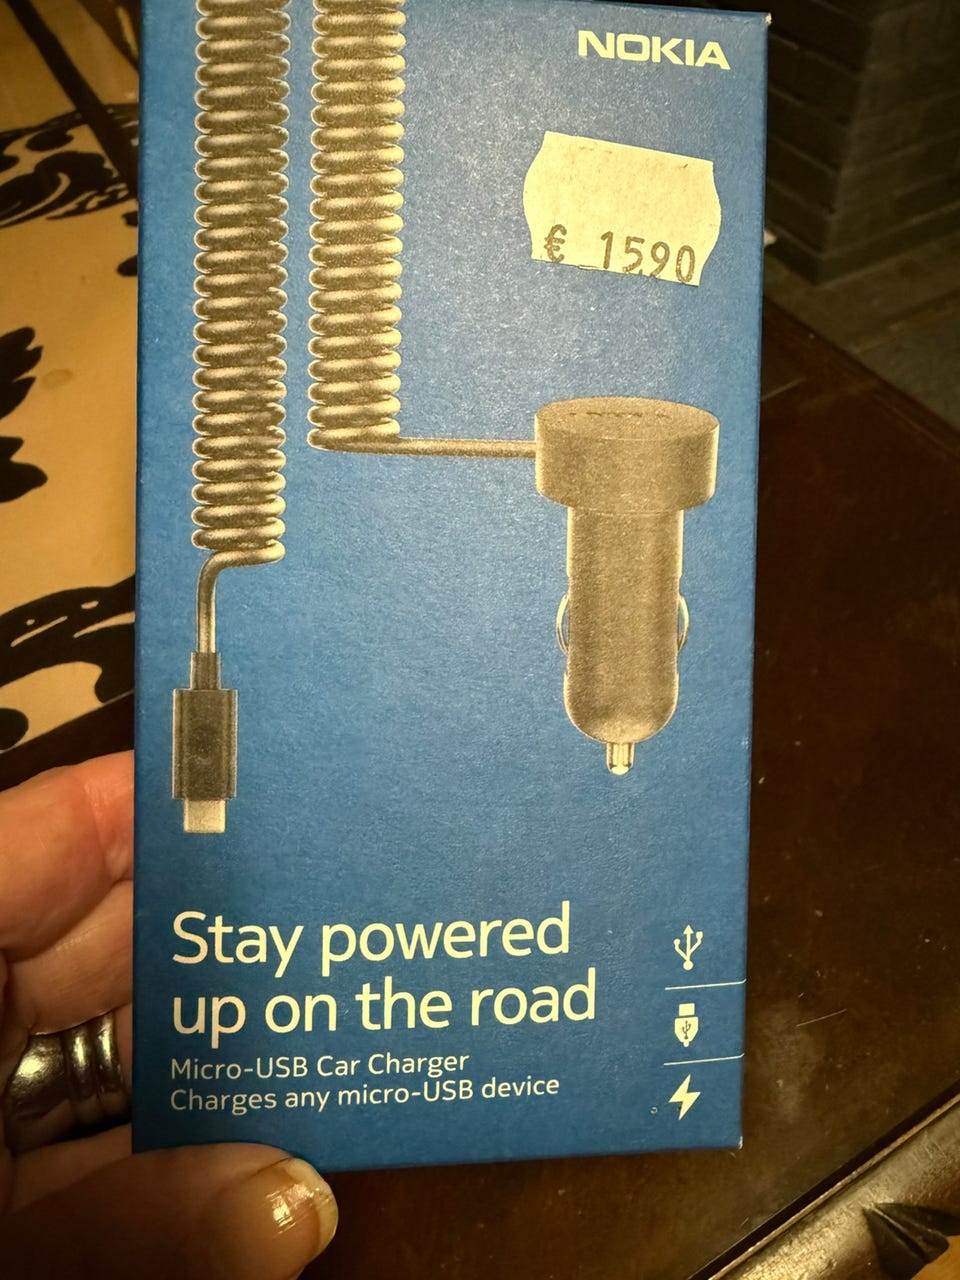 NOKIA
€ 1590
Stay powered
up on the road
Micro-USB Car Charger
Charges any micro-USB device